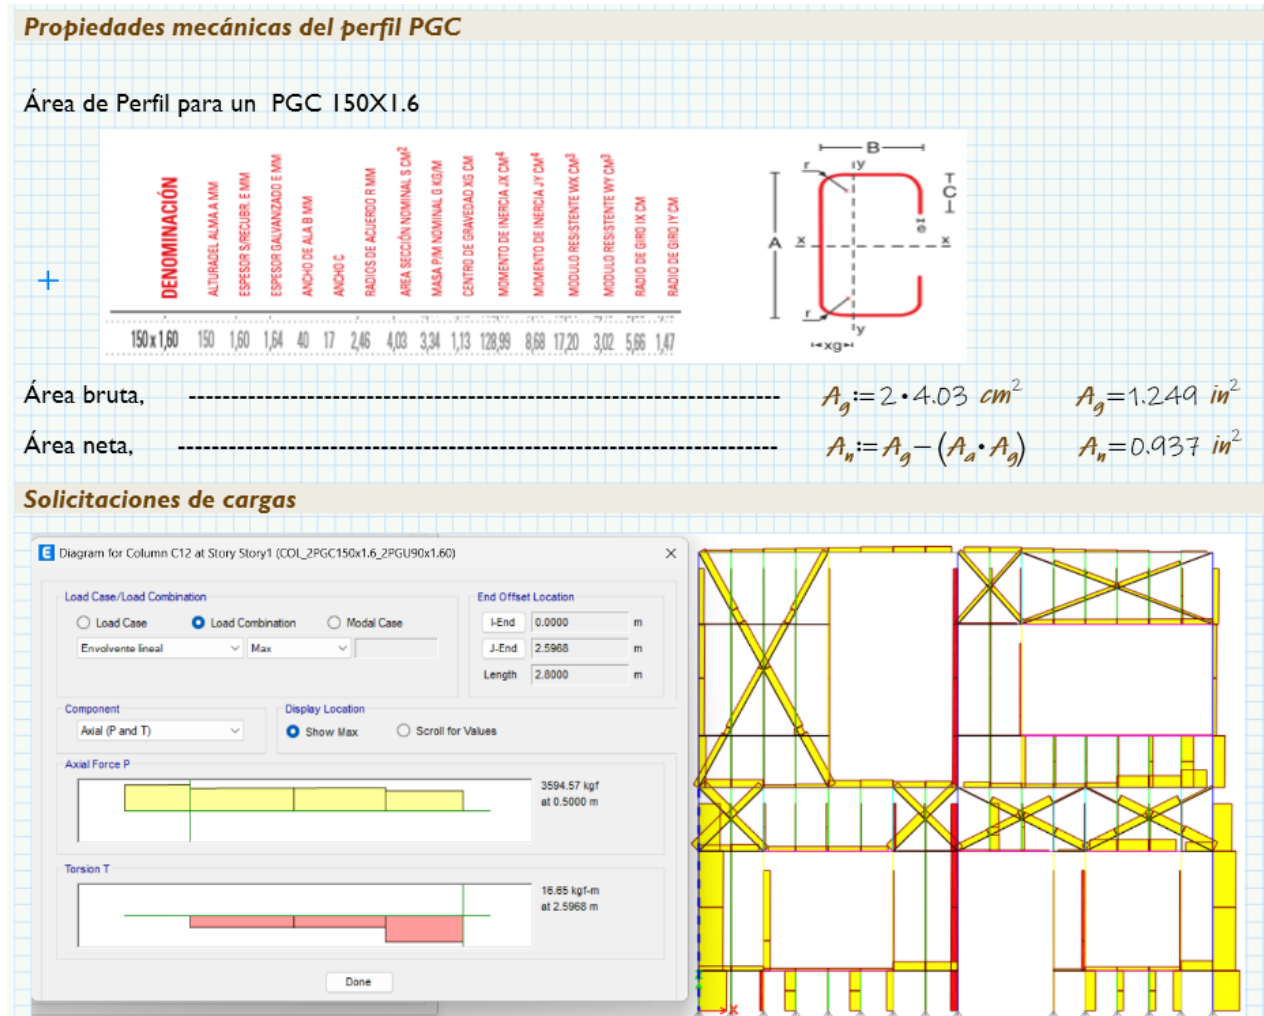 Propiedades mecánicas del perfil PGC
Área de Perfil para un PGC 150X1.6
DENOMINACIÓN
ALTURADEL ALMA A MM
ESPESOR S/RECUBR. E MM
ESPESOR GALVANIZADO E MM
ANCHO DE ALA B MM
ANCHO C
RADIOS DE ACUERDO R MM
AREA SECCIÓN NOMINAL S CM²
MASA P/M NOMINAL G KG/M
CENTRO DE GRAVEDAD XG CM
MOMENTO DE INERCIA JX CM⁴
MOMENTO DE INERCIA JY CM⁴
MODULO RESISTENTE WX CM³
MODULO RESISTENTE WY CM³
RADIO DE GIRO IX CM
RADIO DE GIRO IY CM
150 x 1,60 150 1,60 1,64 40 17 2,46 4,03 3,34 1,13 128,99 8,68 17,20 3,02 5,66 1,47
B
r y
C
e
A x x
r
y
xg
Área bruta, A_g:=2•4.03 cm² A_g=1.249 in²
Área neta, A_n:=A_g-(A_a•A_g) A_n=0.937 in²
Solicitaciones de cargas
E Diagram for Column C12 at Story Story1 (COL_2PGC150x1.6_2PGU90x1.60)
Load Case/Load Combination
Load Case Load Combination Modal Case
Envolvente lineal Max
End Offset Location
I-End 0.0000 m
J-End 2.5968 m
Length 2.8000 m
Component
Axial (P and T)
Display Location
Show Max Scroll for Values
Axial Force P
3594.57 kgf
at 0.5000 m
Torsion T
16.65 kgf-m
at 2.5968 m
Done
X